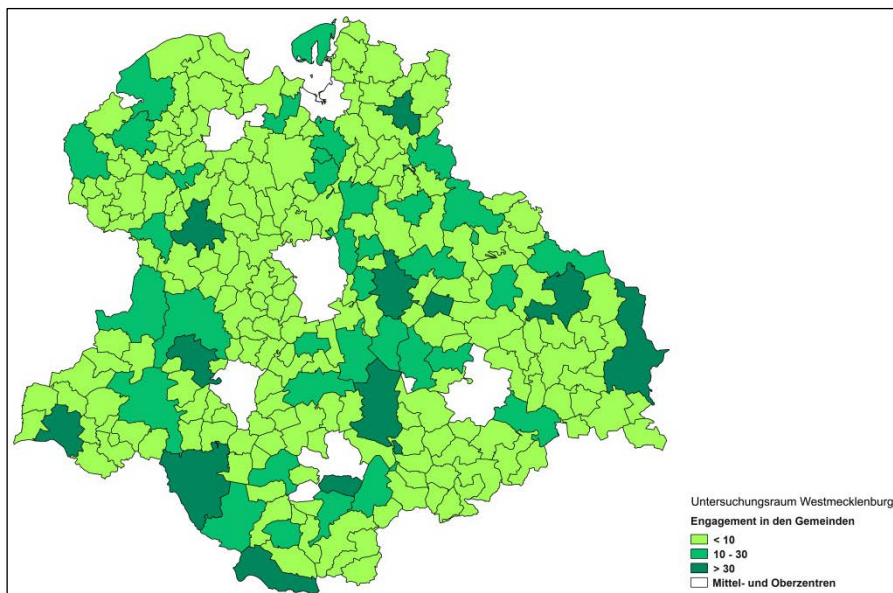 Untersuchungsraum Westmecklenburg
Engagement in den Gemeinden
< 10
10 - 30
> 30
Mittel- und Oberzentren